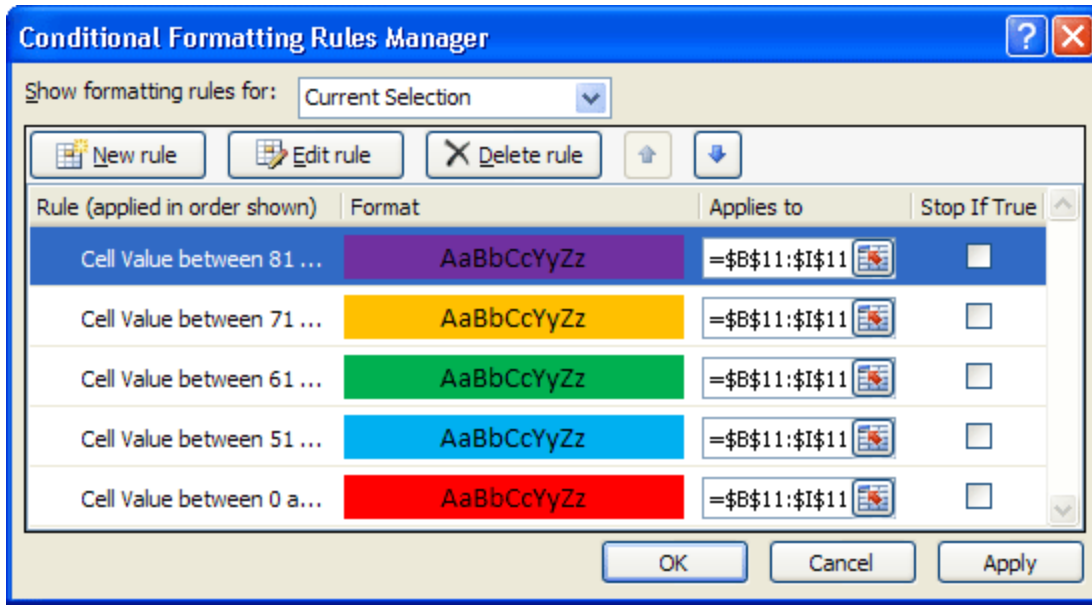 Conditional Formatting Rules Manager
Show formatting rules for: Current Selection
New rule Edit rule Delete rule
Rule (applied in order shown) Format Applies to Stop If True
Cell Value between 81 ... AaBbCcYyZz =$B$11:$I$11
Cell Value between 71 ... AaBbCcYyZz =$B$11:$I$11
Cell Value between 61 ... AaBbCcYyZz =$B$11:$I$11
Cell Value between 51 ... AaBbCcYyZz =$B$11:$I$11
Cell Value between 0 a... AaBbCcYyZz =$B$11:$I$11
OK Cancel Apply